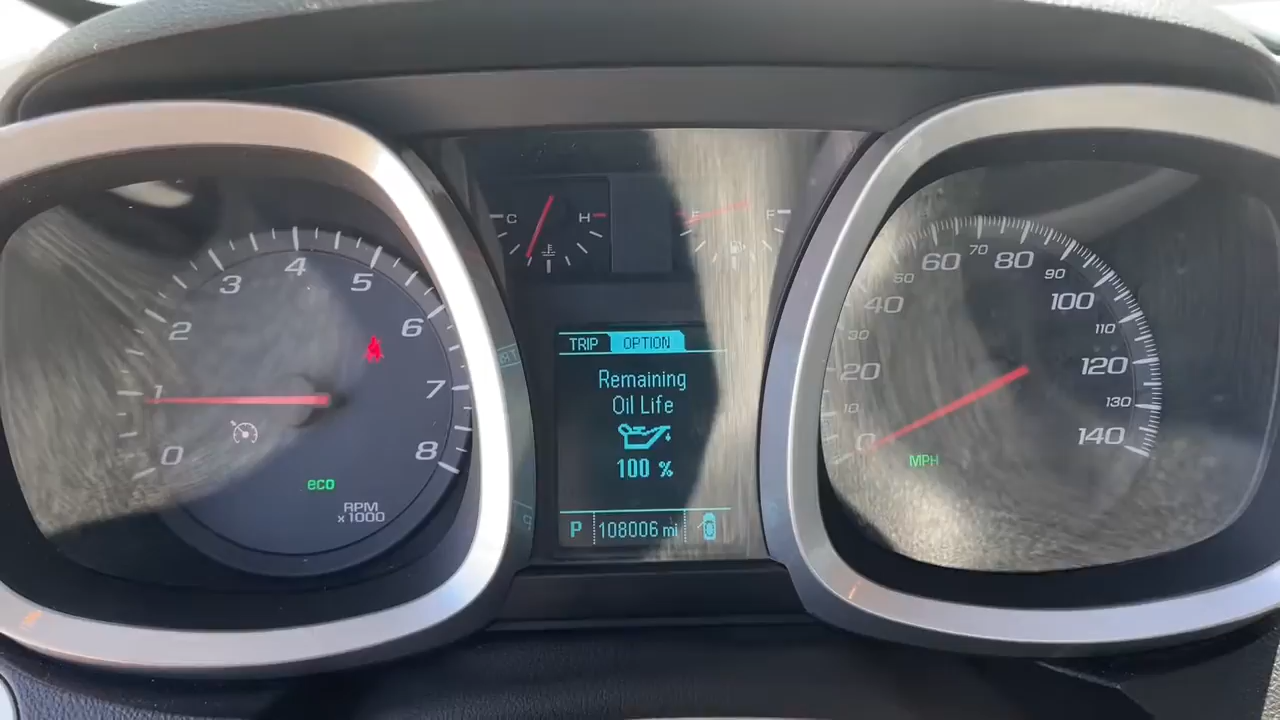 0 1 2 3 4 5 6 7 8
eco
RPM
x1000
C H
E F
TRIP OPTION
Remaining
Oil Life
100 %
P 108006 mi
0 10 20 30 40 50 60 70 80 90 100 110 120 130 140
MPH